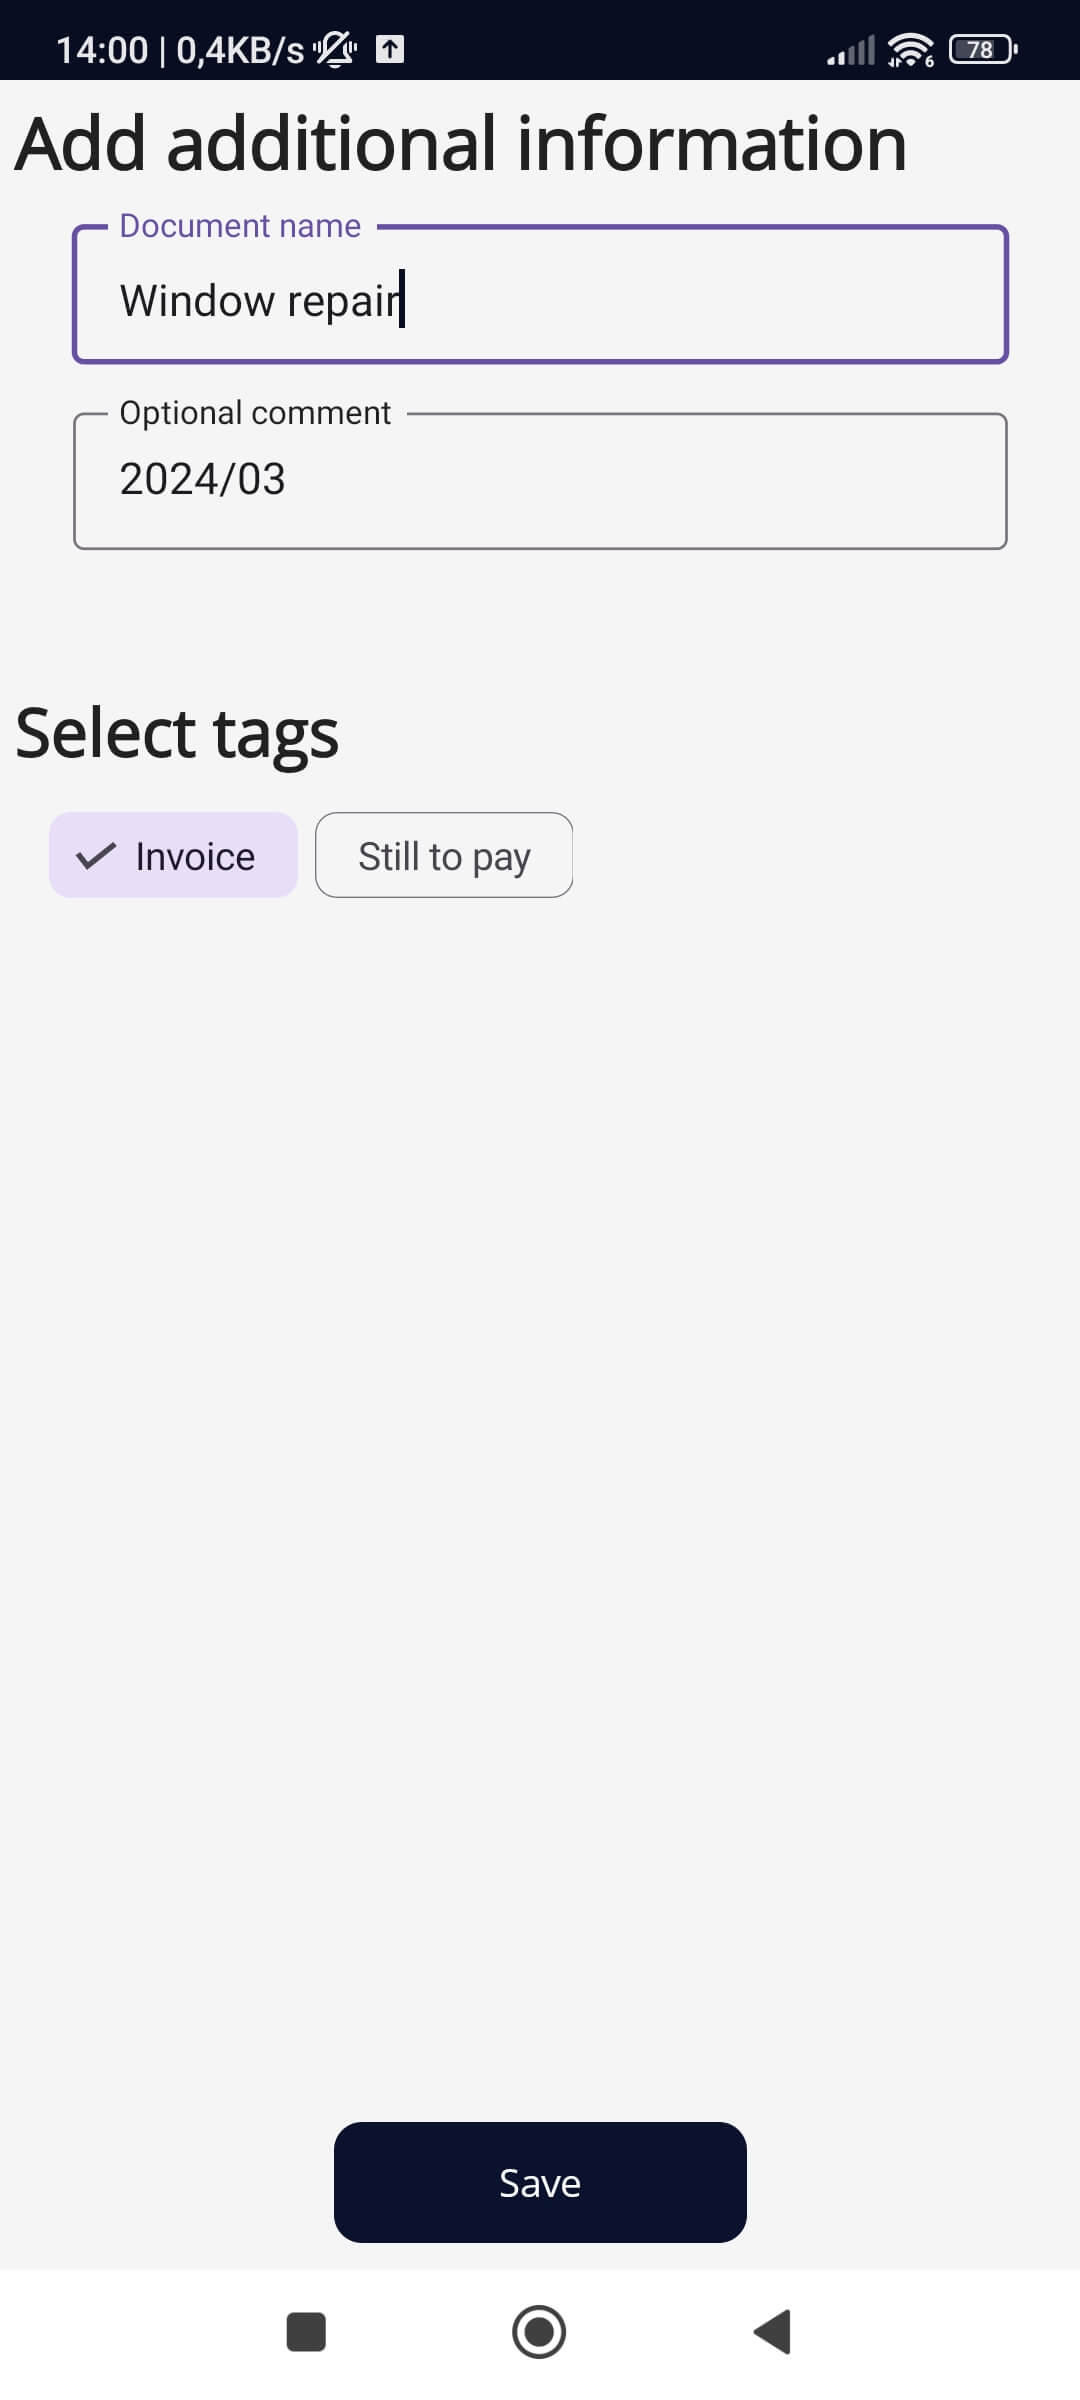 14:00 | 0,4KB/s
6
78
Add additional information
Document name
Window repair
Optional comment
2024/03
Select tags
Invoice
Still to pay
Save